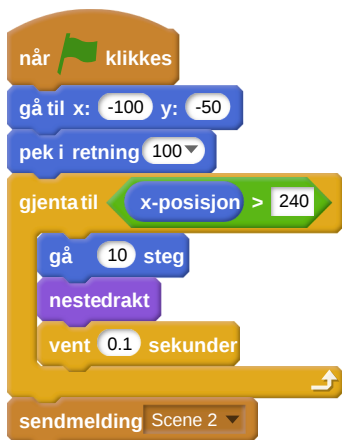 når klikkes
gå til x: -100 y: -50
pek i retning 100
gjenta til x-posisjon > 240
gå 10 steg
nestedrakt
vent 0.1 sekunder
sendmelding Scene 2